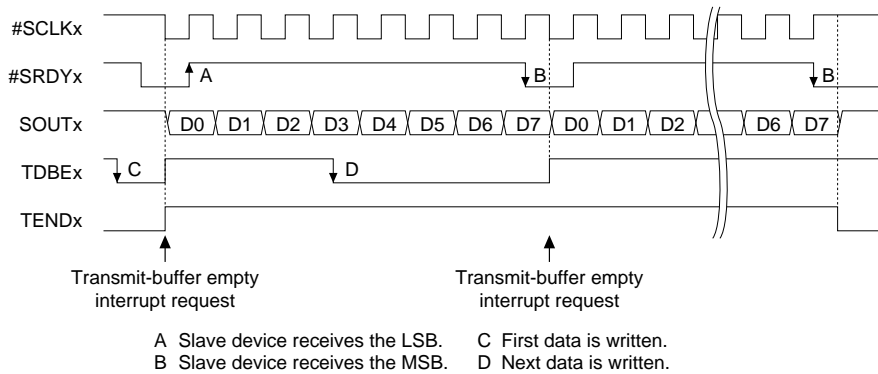 #SCLKx
#SRDYx A B B
SOUTx D0 D1 D2 D3 D4 D5 D6 D7 D0 D1 D2 D6 D7
TDBEx C D
TENDx
Transmit-buffer empty
interrupt request
Transmit-buffer empty
interrupt request
A Slave device receives the LSB. C First data is written.
B Slave device receives the MSB. D Next data is written.